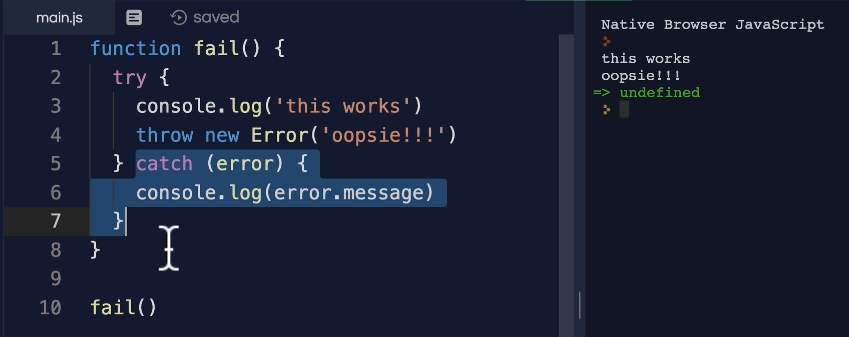 main.js saved
1 function fail() {
2 try {
3 console.log('this works')
4 throw new Error('oopsie!!!')
5 } catch (error) {
6 console.log(error.message)
7 }
8 }
9
10 fail()
Native Browser JavaScript
>
this works
oopsie!!!
=> undefined
>